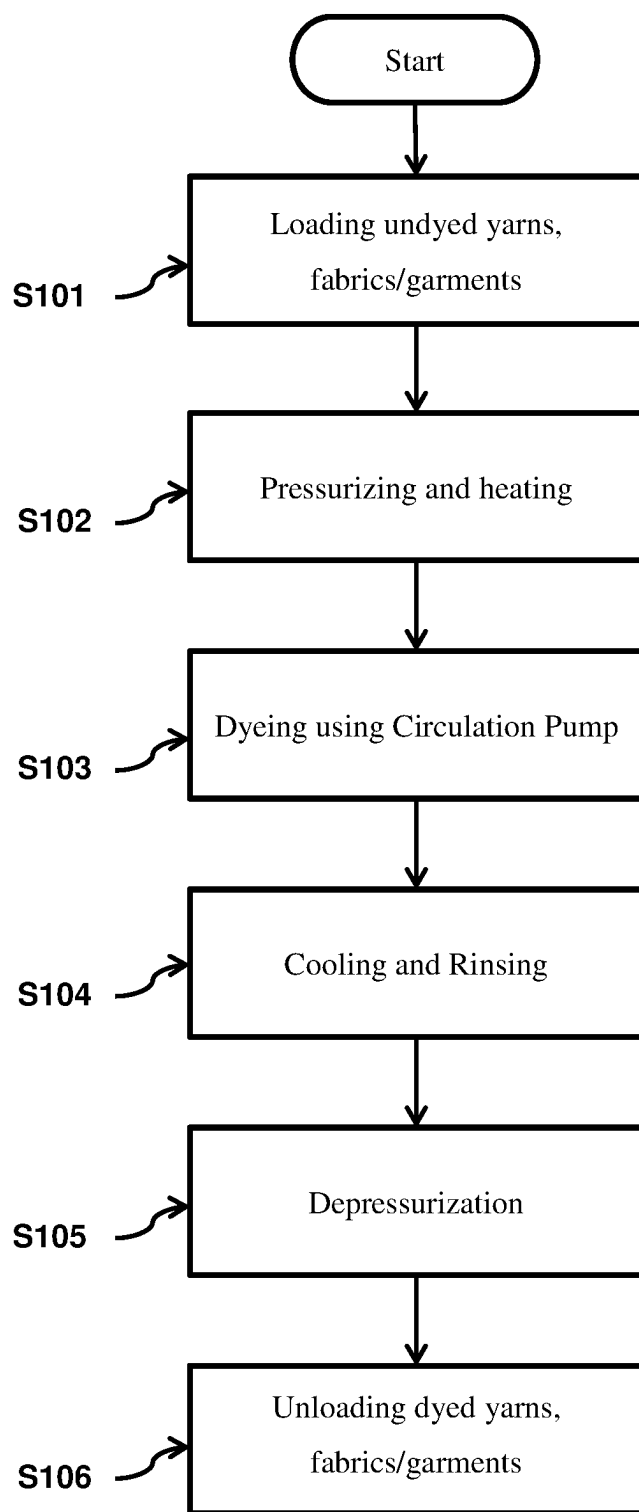 Start
Loading undyed yarns,
fabrics/garments
S101
Pressurizing and heating
S102
Dyeing using Circulation Pump
S103
Cooling and Rinsing
S104
Depressurization
S105
Unloading dyed yarns,
fabrics/garments
S106